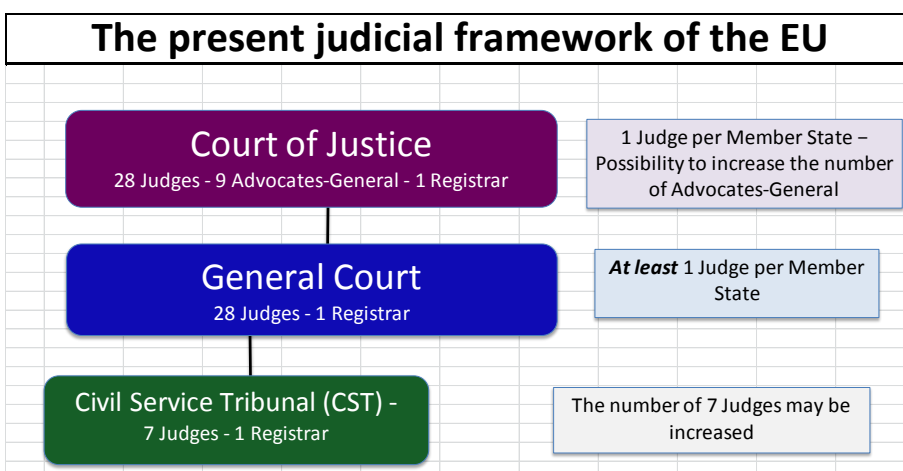 The present judicial framework of the EU
Court of Justice
28 Judges - 9 Advocates-General - 1 Registrar
1 Judge per Member State –
Possibility to increase the number
of Advocates-General
General Court
28 Judges - 1 Registrar
At least 1 Judge per Member
State
Civil Service Tribunal (CST) -
7 Judges - 1 Registrar
The number of 7 Judges may be
increased